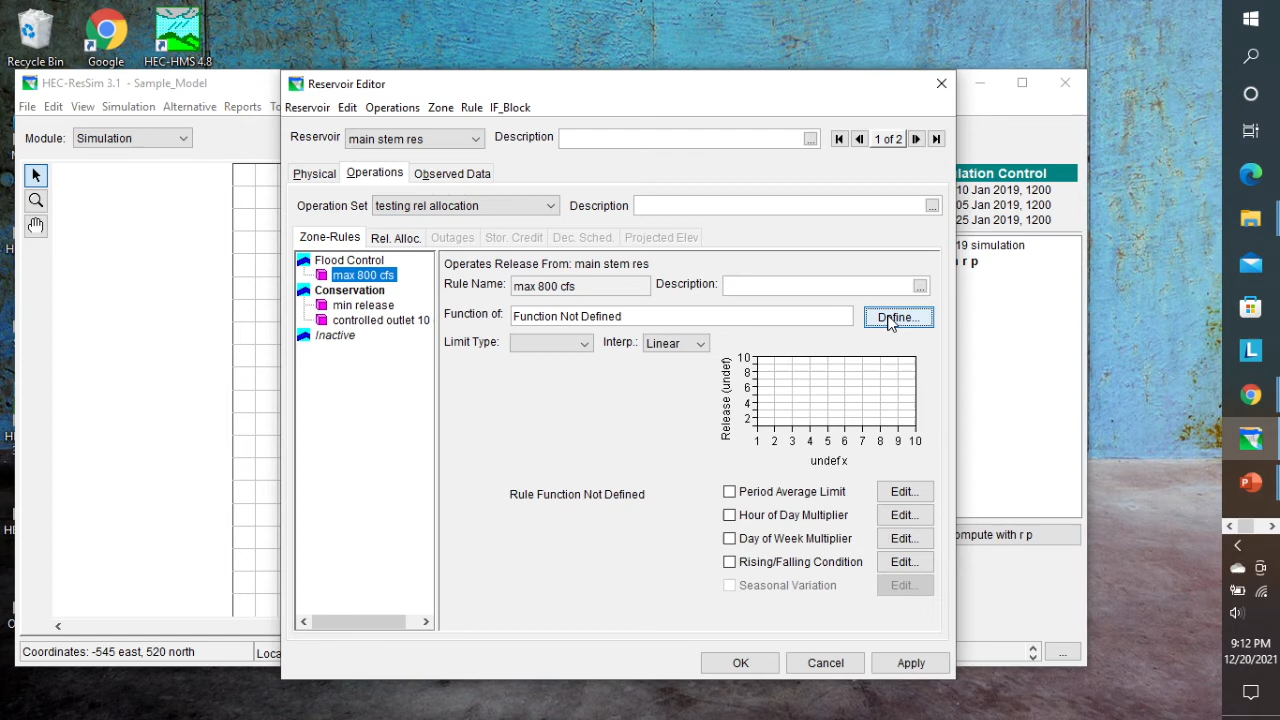 Recycle Bin
Google
HEC-HMS 4.8
HEC-ResSim 3.1 - Sample_Model
File Edit View Simulation Alternative Reports To
Module: Simulation
Reservoir Editor
Reservoir Edit Operations Zone Rule IF_Block
Reservoir main stem res Description ... 1 of 2
Physical Operations Observed Data
Operation Set testing rel allocation Description ...
Zone-Rules Rel. Alloc. Outages Stor. Credit Dec. Sched. Projected Elev
Flood Control
max 800 cfs
Conservation
min release
controlled outlet 10
Inactive
Operates Release From: main stem res
Rule Name: max 800 cfs Description: ...
Function of: Function Not Defined Define...
Limit Type: Interp.: Linear
Release (undef)
10
8
6
4
2
1 2 3 4 5 6 7 8 9 10
undef x
Rule Function Not Defined
Period Average Limit Edit...
Hour of Day Multiplier Edit...
Day of Week Multiplier Edit...
Rising/Falling Condition Edit...
Seasonal Variation Edit...
OK Cancel Apply
lation Control
10 Jan 2019, 1200
05 Jan 2019, 1200
25 Jan 2019, 1200
19 simulation
r p
ompute with r p
...
Coordinates: -545 east, 520 north
Loca
L
9:12 PM
12/20/2021